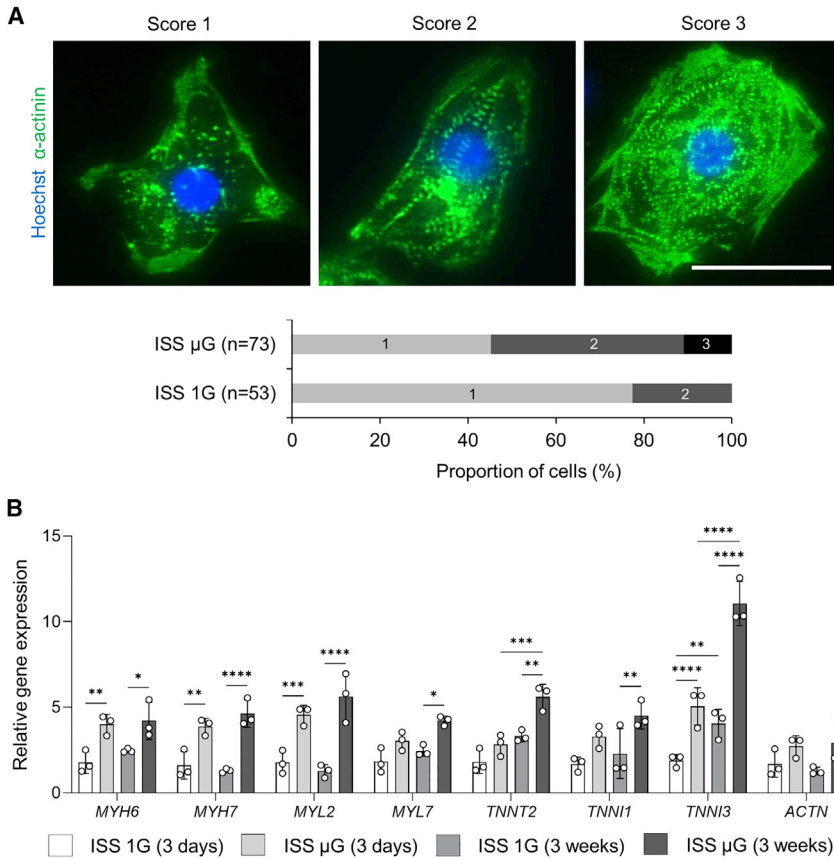 A
Score 1 Score 2 Score 3
Hoechst α-actinin
ISS µG (n=73) 1 2 3
ISS 1G (n=53) 1 2
0 20 40 60 80 100
Proportion of cells (%)
B
Relative gene expression
15
10
5
0
**** 
**** 
*** 
** 
**** 
*** 
**** 
** 
** 
** 
* 
** 
* 
** 
****
MYH6 MYH7 MYL2 MYL7 TNNT2 TNNI1 TNNI3 ACTN
ISS 1G (3 days) ISS µG (3 days) ISS 1G (3 weeks) ISS µG (3 weeks)